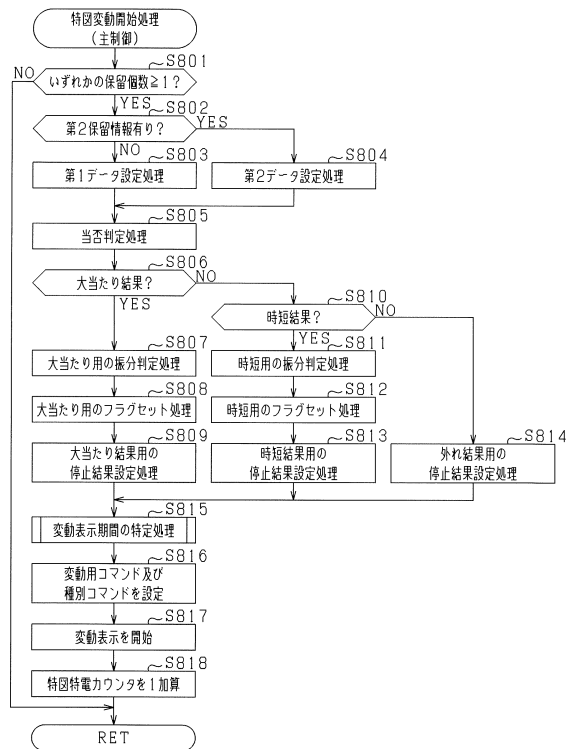 特図変動開始処理
(主制御)
S801
NO
いずれかの保留個数≧1?
YES
S802
第2保留情報有り?
YES
NO
S803
S804
第1データ設定処理
第2データ設定処理
S805
当否判定処理
S806
大当たり結果?
NO
YES
S810
時短結果?
NO
YES
S807
S811
大当たり用の振分判定処理
時短用の振分判定処理
S808
S812
大当たり用のフラグセット処理
時短用のフラグセット処理
S809
S813
S814
大当たり結果用の
停止結果設定処理
時短結果用の
停止結果設定処理
外れ結果用の
停止結果設定処理
S815
変動表示期間の特定処理
S816
変動用コマンド及び
種別コマンドを設定
S817
変動表示を開始
S818
特図特電カウンタを1加算
RET